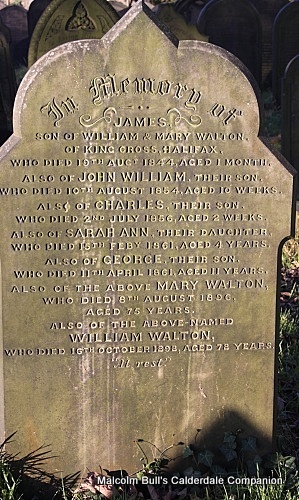 In Memory of
JAMES,
SON OF WILLIAM & MARY WALTON,
OF KING CROSS, HALIFAX,
WHO DIED 19TH AUGT 1844, AGED 1 MONTH.
ALSO OF JOHN WILLIAM, THEIR SON,
WHO DIED 10TH AUGUST 1854, AGED 16 WEEKS.
ALSO OF CHARLES, THEIR SON,
WHO DIED 2ND JULY 1856, AGED 2 WEEKS.
ALSO OF SARAH ANN, THEIR DAUGHTER,
WHO DIED 15TH FEBY 1861, AGED 4 YEARS.
ALSO OF GEORGE, THEIR SON,
WHO DIED 11TH APRIL 1861, AGED 11 YEARS.
ALSO OF THE ABOVE MARY WALTON,
WHO DIED 8TH AUGUST 1896,
AGED 75 YEARS.
ALSO OF THE ABOVE-NAMED
WILLIAM WALTON,
WHO DIED 16TH OCTOBER 1898, AGED 78 YEARS.
"At rest."
Malcolm Bull's Calderdale Companion